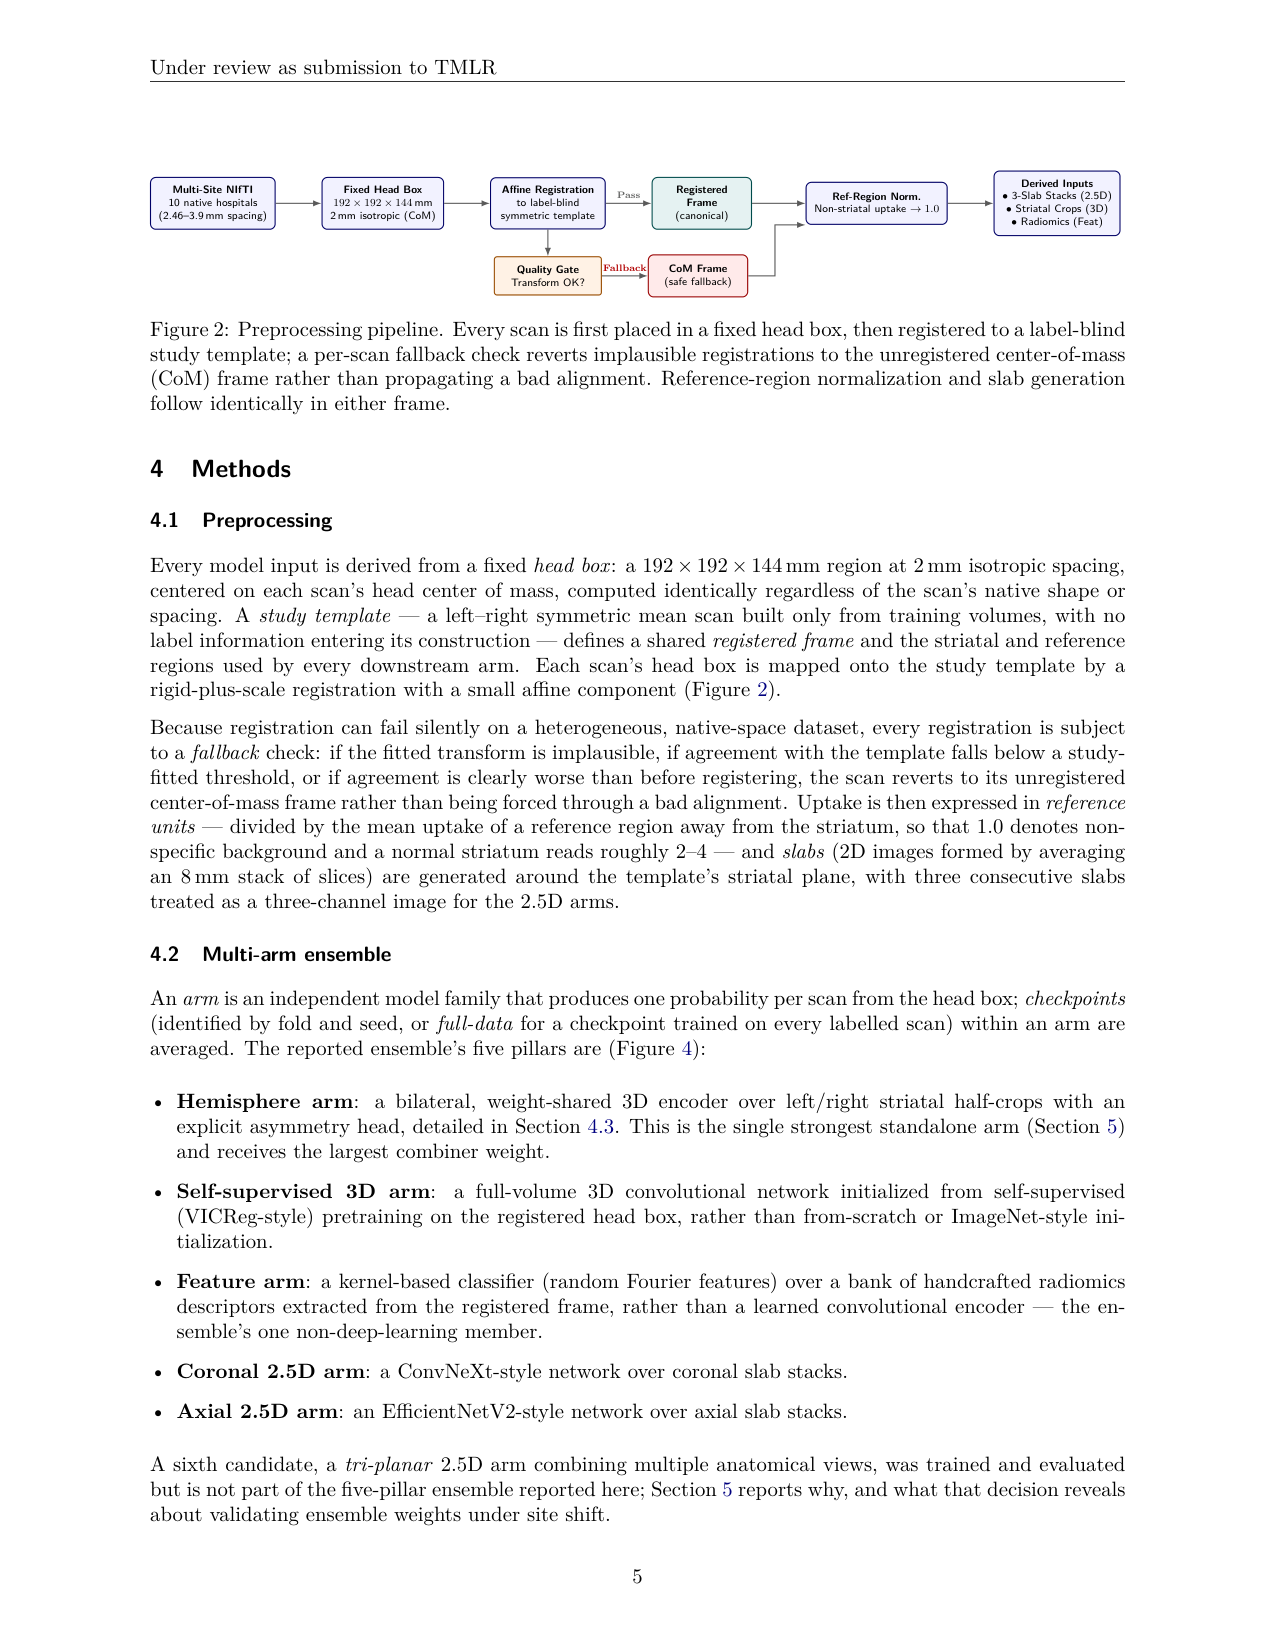 Under review as submission to TMLR
Multi-Site NIfTI
10 native hospitals
(2.46–3.9 mm spacing)
Fixed Head Box
192 × 192 × 144 mm
2 mm isotropic (CoM)
Affine Registration
to label-blind
symmetric template
Pass
Registered
Frame
(canonical)
Ref-Region Norm.
Non-striatal uptake → 1.0
Derived Inputs
• 3-Slab Stacks (2.5D)
• Striatal Crops (3D)
• Radiomics (Feat)
Quality Gate
Transform OK?
Fallback
CoM Frame
(safe fallback)
Figure 2: Preprocessing pipeline. Every scan is first placed in a fixed head box, then registered to a label-blind
study template; a per-scan fallback check reverts implausible registrations to the unregistered center-of-mass
(CoM) frame rather than propagating a bad alignment. Reference-region normalization and slab generation
follow identically in either frame.
4 Methods
4.1 Preprocessing
Every model input is derived from a fixed head box: a 192 × 192 × 144 mm region at 2 mm isotropic spacing,
centered on each scan's head center of mass, computed identically regardless of the scan's native shape or
spacing. A study template — a left–right symmetric mean scan built only from training volumes, with no
label information entering its construction — defines a shared registered frame and the striatal and reference
regions used by every downstream arm. Each scan's head box is mapped onto the study template by a
rigid-plus-scale registration with a small affine component (Figure 2).
Because registration can fail silently on a heterogeneous, native-space dataset, every registration is subject
to a fallback check: if the fitted transform is implausible, if agreement with the template falls below a study-
fitted threshold, or if agreement is clearly worse than before registering, the scan reverts to its unregistered
center-of-mass frame rather than being forced through a bad alignment. Uptake is then expressed in reference
units — divided by the mean uptake of a reference region away from the striatum, so that 1.0 denotes non-
specific background and a normal striatum reads roughly 2–4 — and slabs (2D images formed by averaging
an 8 mm stack of slices) are generated around the template's striatal plane, with three consecutive slabs
treated as a three-channel image for the 2.5D arms.
4.2 Multi-arm ensemble
An arm is an independent model family that produces one probability per scan from the head box; checkpoints
(identified by fold and seed, or full-data for a checkpoint trained on every labelled scan) within an arm are
averaged. The reported ensemble's five pillars are (Figure 4):
• Hemisphere arm: a bilateral, weight-shared 3D encoder over left/right striatal half-crops with an
explicit asymmetry head, detailed in Section 4.3. This is the single strongest standalone arm (Section 5)
and receives the largest combiner weight.
• Self-supervised 3D arm: a full-volume 3D convolutional network initialized from self-supervised
(VICReg-style) pretraining on the registered head box, rather than from-scratch or ImageNet-style ini-
tialization.
• Feature arm: a kernel-based classifier (random Fourier features) over a bank of handcrafted radiomics
descriptors extracted from the registered frame, rather than a learned convolutional encoder — the en-
semble's one non-deep-learning member.
• Coronal 2.5D arm: a ConvNeXt-style network over coronal slab stacks.
• Axial 2.5D arm: an EfficientNetV2-style network over axial slab stacks.
A sixth candidate, a tri-planar 2.5D arm combining multiple anatomical views, was trained and evaluated
but is not part of the five-pillar ensemble reported here; Section 5 reports why, and what that decision reveals
about validating ensemble weights under site shift.
5